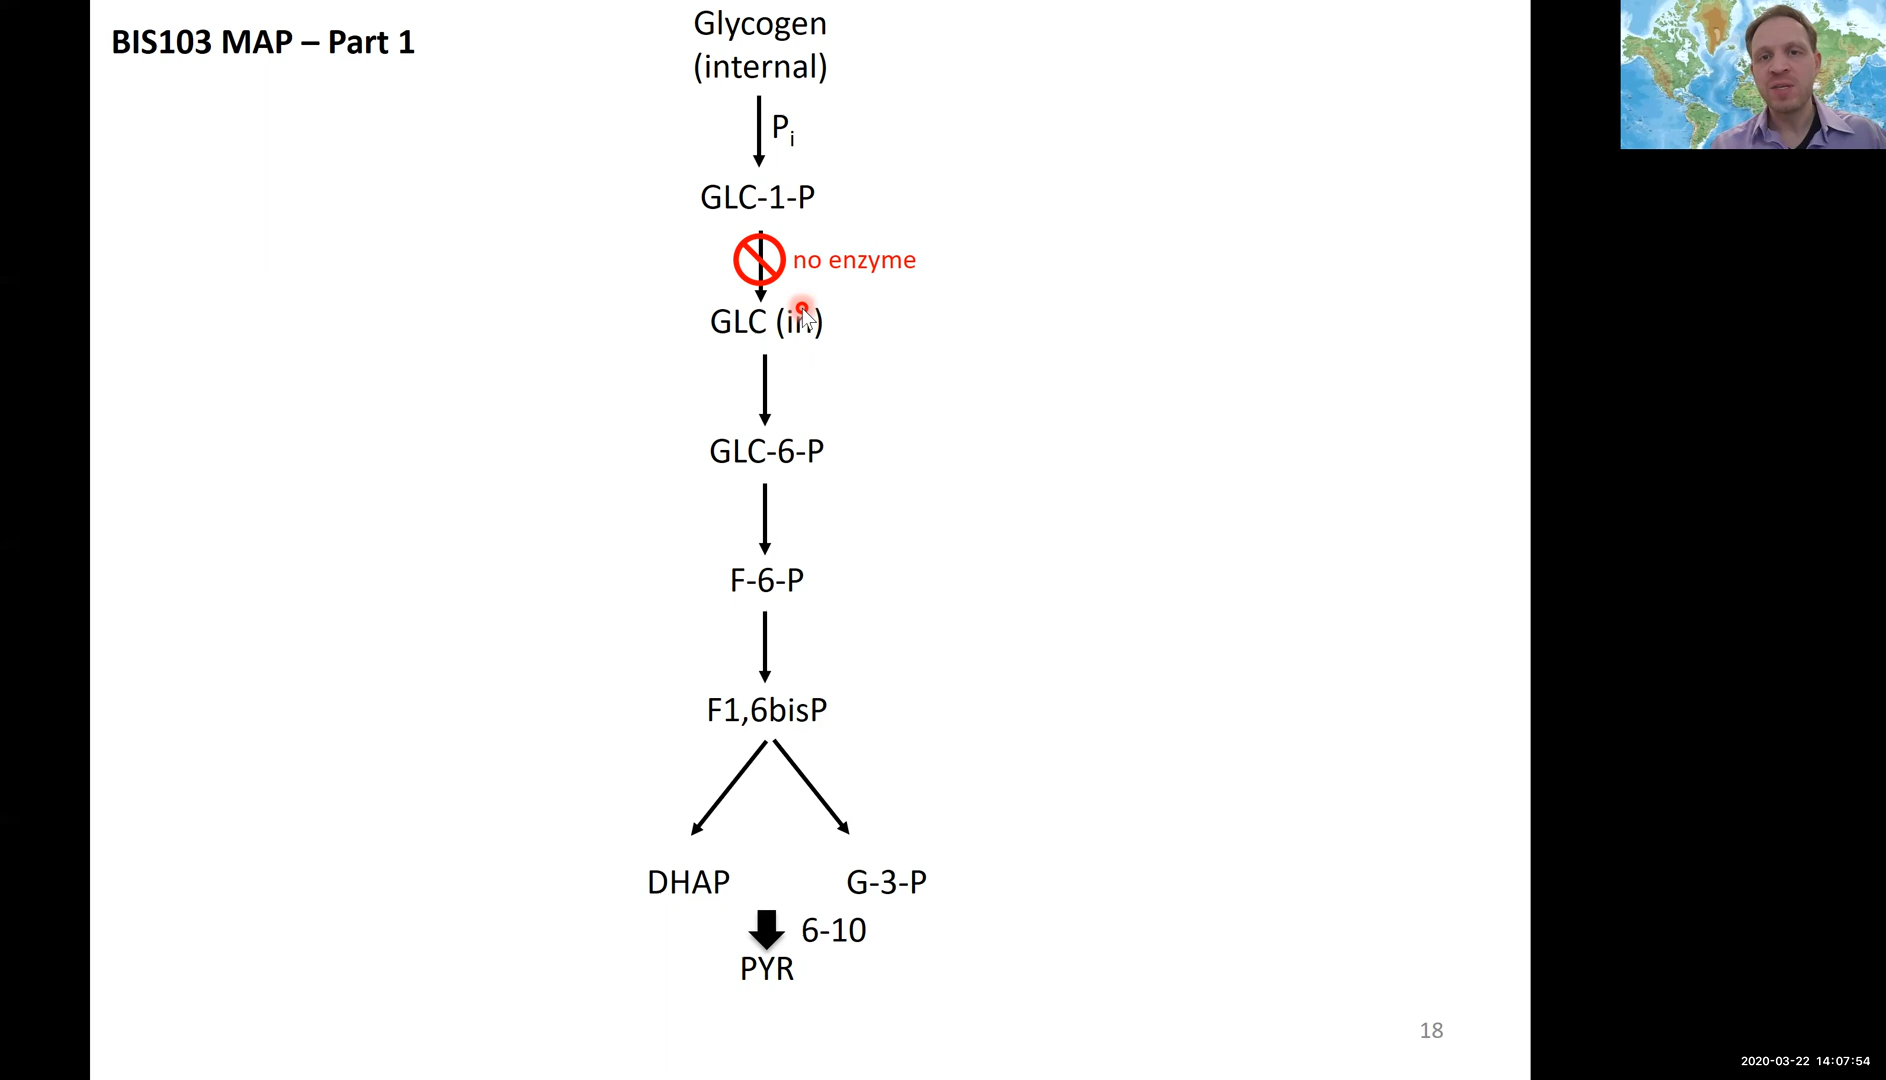 BIS103 MAP – Part 1
Glycogen
(internal)
Pi
GLC-1-P
no enzyme
GLC (in)
GLC-6-P
F-6-P
F1,6bisP
DHAP
G-3-P
6-10
PYR
18
2020-03-22 14:07:54